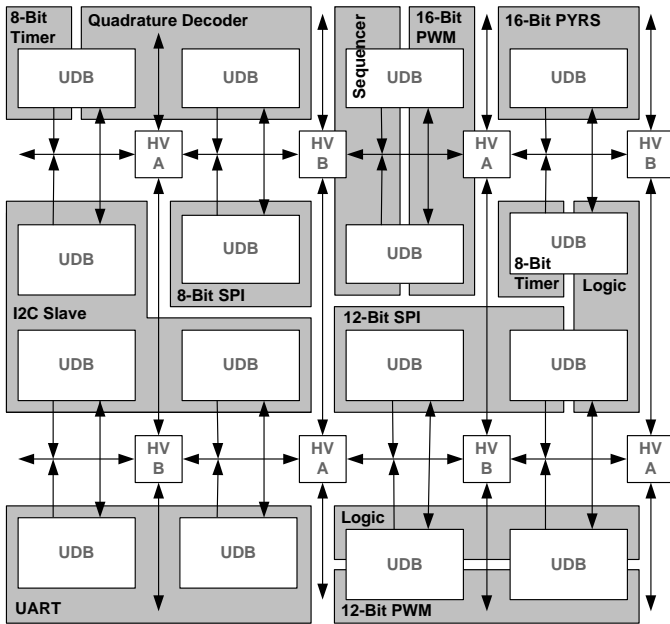 8-Bit
Timer
Quadrature Decoder
Sequencer
16-Bit
PWM
16-Bit PYRS
UDB
UDB
UDB
UDB
HV
A
HV
B
HV
A
HV
B
UDB
UDB
UDB
UDB
8-Bit
Timer
Logic
8-Bit SPI
I2C Slave
12-Bit SPI
UDB
UDB
UDB
UDB
HV
B
HV
A
HV
B
HV
A
Logic
UDB
UDB
UDB
UDB
UART
12-Bit PWM